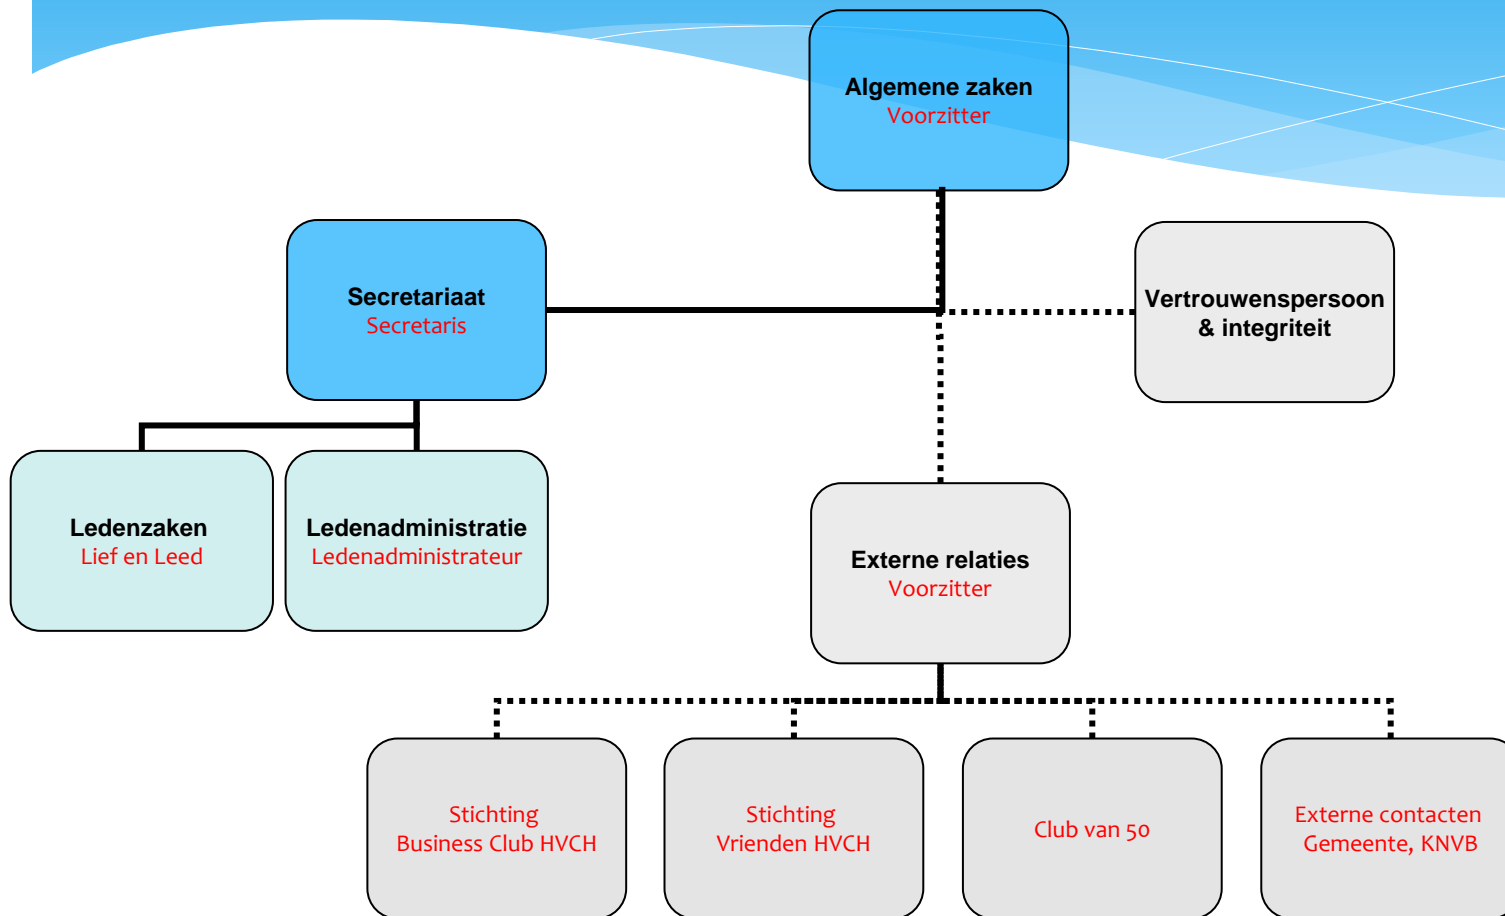 Algemene zaken
Voorzitter
Secretariaat
Secretaris
Vertrouwenspersoon
& integriteit
Ledenzaken
Lief en Leed
Ledenadministratie
Ledenadministrateur
Externe relaties
Voorzitter
Stichting
Business Club HVCH
Stichting
Vrienden HVCH
Club van 50
Externe contacten
Gemeente, KNVB